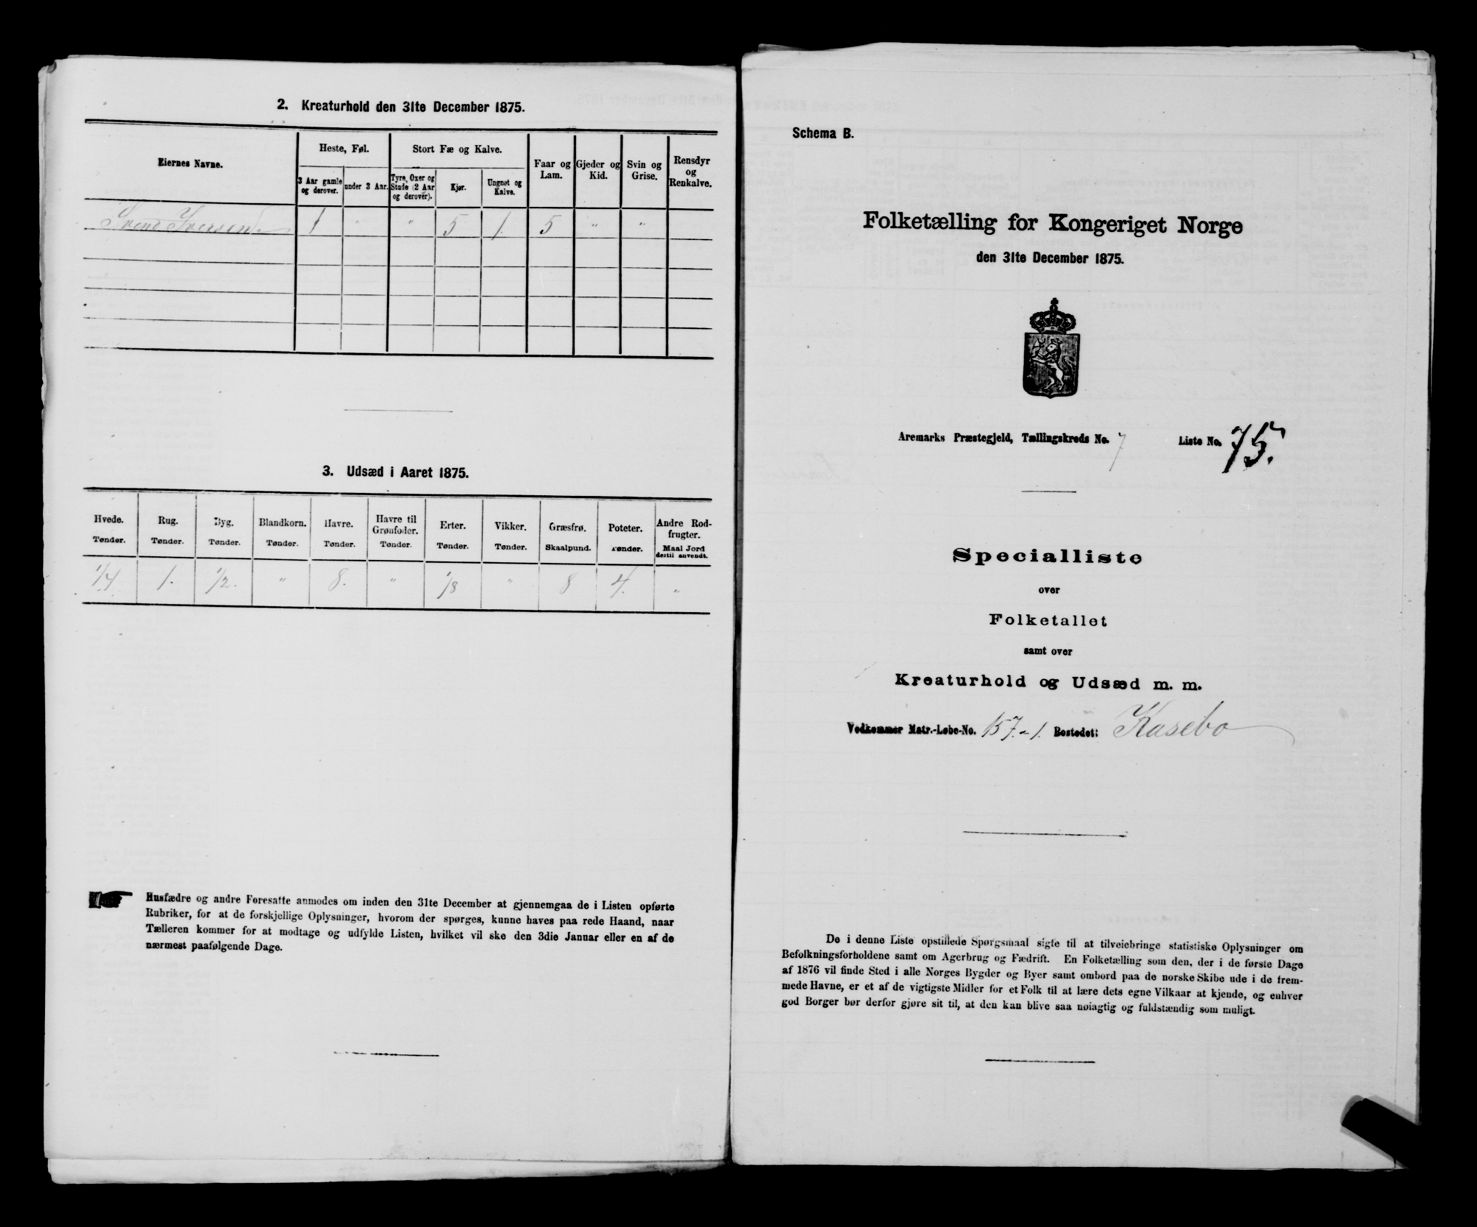 2. Kreaturhold den 31te December 1875.
Eiernes Navne.
Heste, Føl.
3 Aar gamle og derover.
under 3 Aar.
Stort Fæ og Kalve.
Tyre, Oxer og Stude (2 Aar og derover).
Kjør.
Ungnøt og Kalve.
Faar og Lam.
Gjeder og Kid.
Svin og Grise.
Rensdyr og Renkalve.
1 " " 5 1 5 " "
3. Udsæd i Aaret 1875.
Hvede. Rug. Byg. Blandkorn. Havre. Havre til Grønfoder. Erter. Vikker. Græsfrø. Poteter. Andre Rodfrugter.
Tønder. Tønder. Tønder. Tønder. Tønder. Tønder. Tønder. Tønder. Skaalpund. Tønder. Maal Jord dertil anvendt.
1/4 1. 1/2. " 8. " 1/8 " 8 4. "
Husfædre og andre Foresatte anmodes om inden den 31te December at gjennemgaa de i Listen opførte
Rubriker, for at de forskjellige Oplysninger, hvorom der spørges, kunne haves paa rede Haand, naar
Tælleren kommer for at modtage og udfylde Listen, hvilket vil ske den 3die Januar eller en af de
nærmest paafølgende Dage.
Schema B.
Folketælling for Kongeriget Norge
den 31te December 1875.
Aremarks Præstegjeld, Tællingskreds No. 7 Liste No. 75.
Specialliste
over
Folketallet
samt over
Kreaturhold og Udsæd m. m.
Vedkommer Matr.-Løbe-No. 157-1. Bostedet: Kasebo
De i denne Liste opstillede Spørgsmaal sigte til at tilveiebringe statistiske Oplysninger om
Befolkningsforholdene samt om Agerbrug og Fædrift. En Folketælling som den, der i de første Dage
af 1876 vil finde Sted i alle Norges Bygder og Byer samt ombord paa de norske Skibe ude i de frem-
mede Havne, er et af de vigtigste Midler for et Folk til at lære dets egne Vilkaar at kjende, og enhver
god Borger bør derfor gjøre sit til, at den kan blive saa nøiagtig og fuldstændig som muligt.